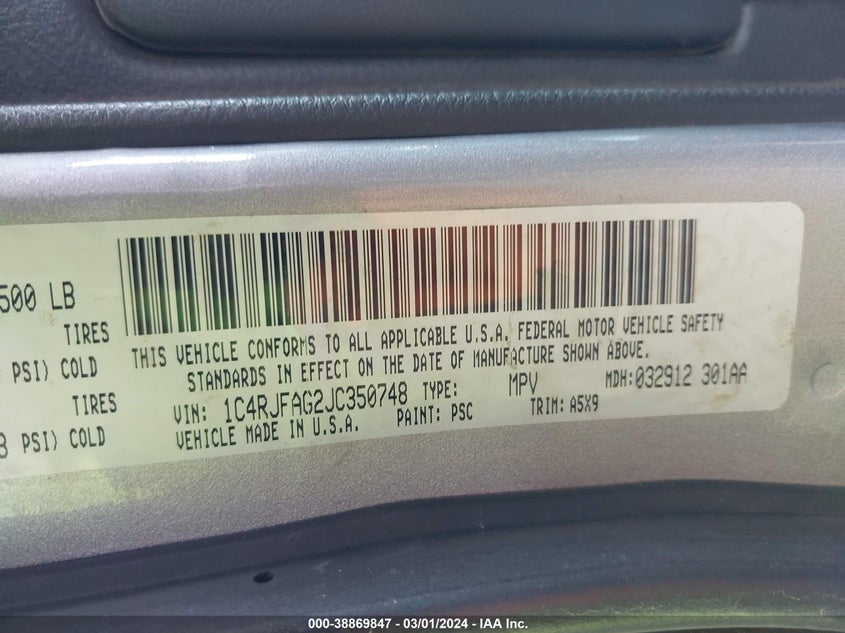 500 LB
TIRES
PSI) COLD
TIRES
PSI) COLD
THIS VEHICLE CONFORMS TO ALL APPLICABLE U.S.A. FEDERAL MOTOR VEHICLE SAFETY
STANDARDS IN EFFECT ON THE DATE OF MANUFACTURE SHOWN ABOVE.
VIN: 1C4RJFAG2JC350748 TYPE: MPV MDH:032912 301AA
VEHICLE MADE IN U.S.A. PAINT: PSC TRIM: A5X9
000-38869847 / 03/01/2024 - IAA Inc.